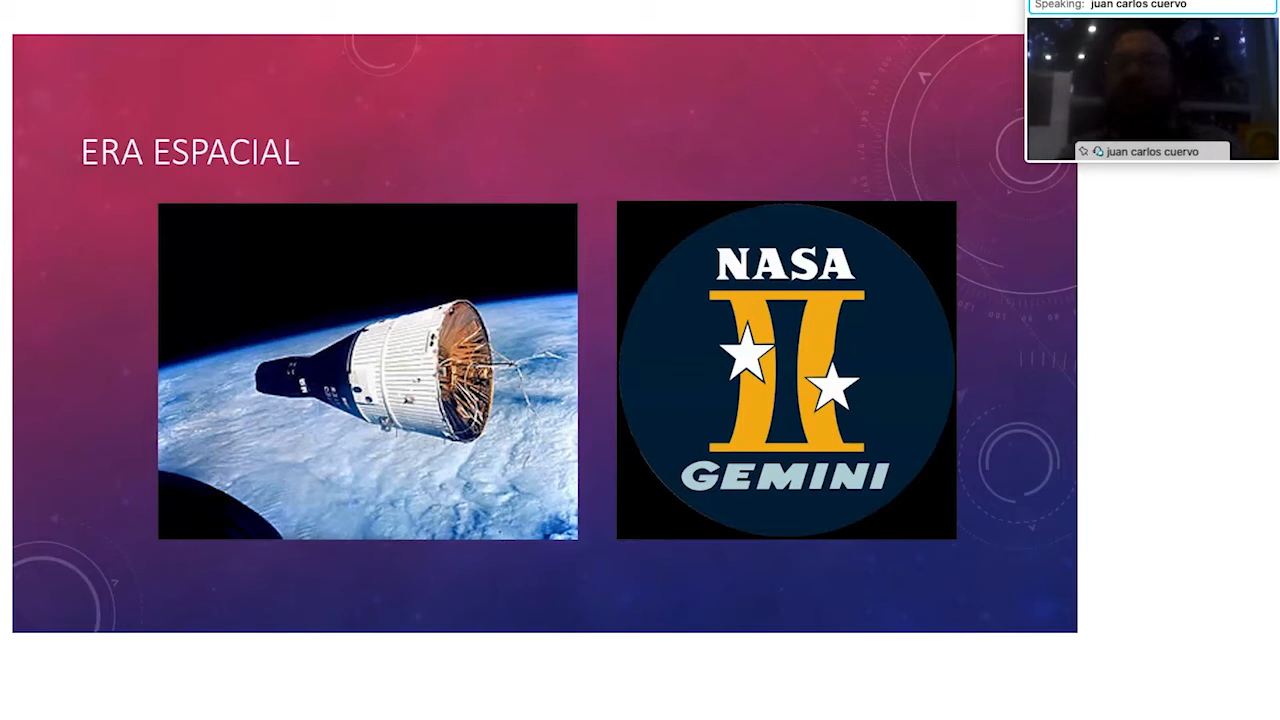 Speaking: juan carlos cuervo
juan carlos cuervo
ERA ESPACIAL
NASA
GEMINI